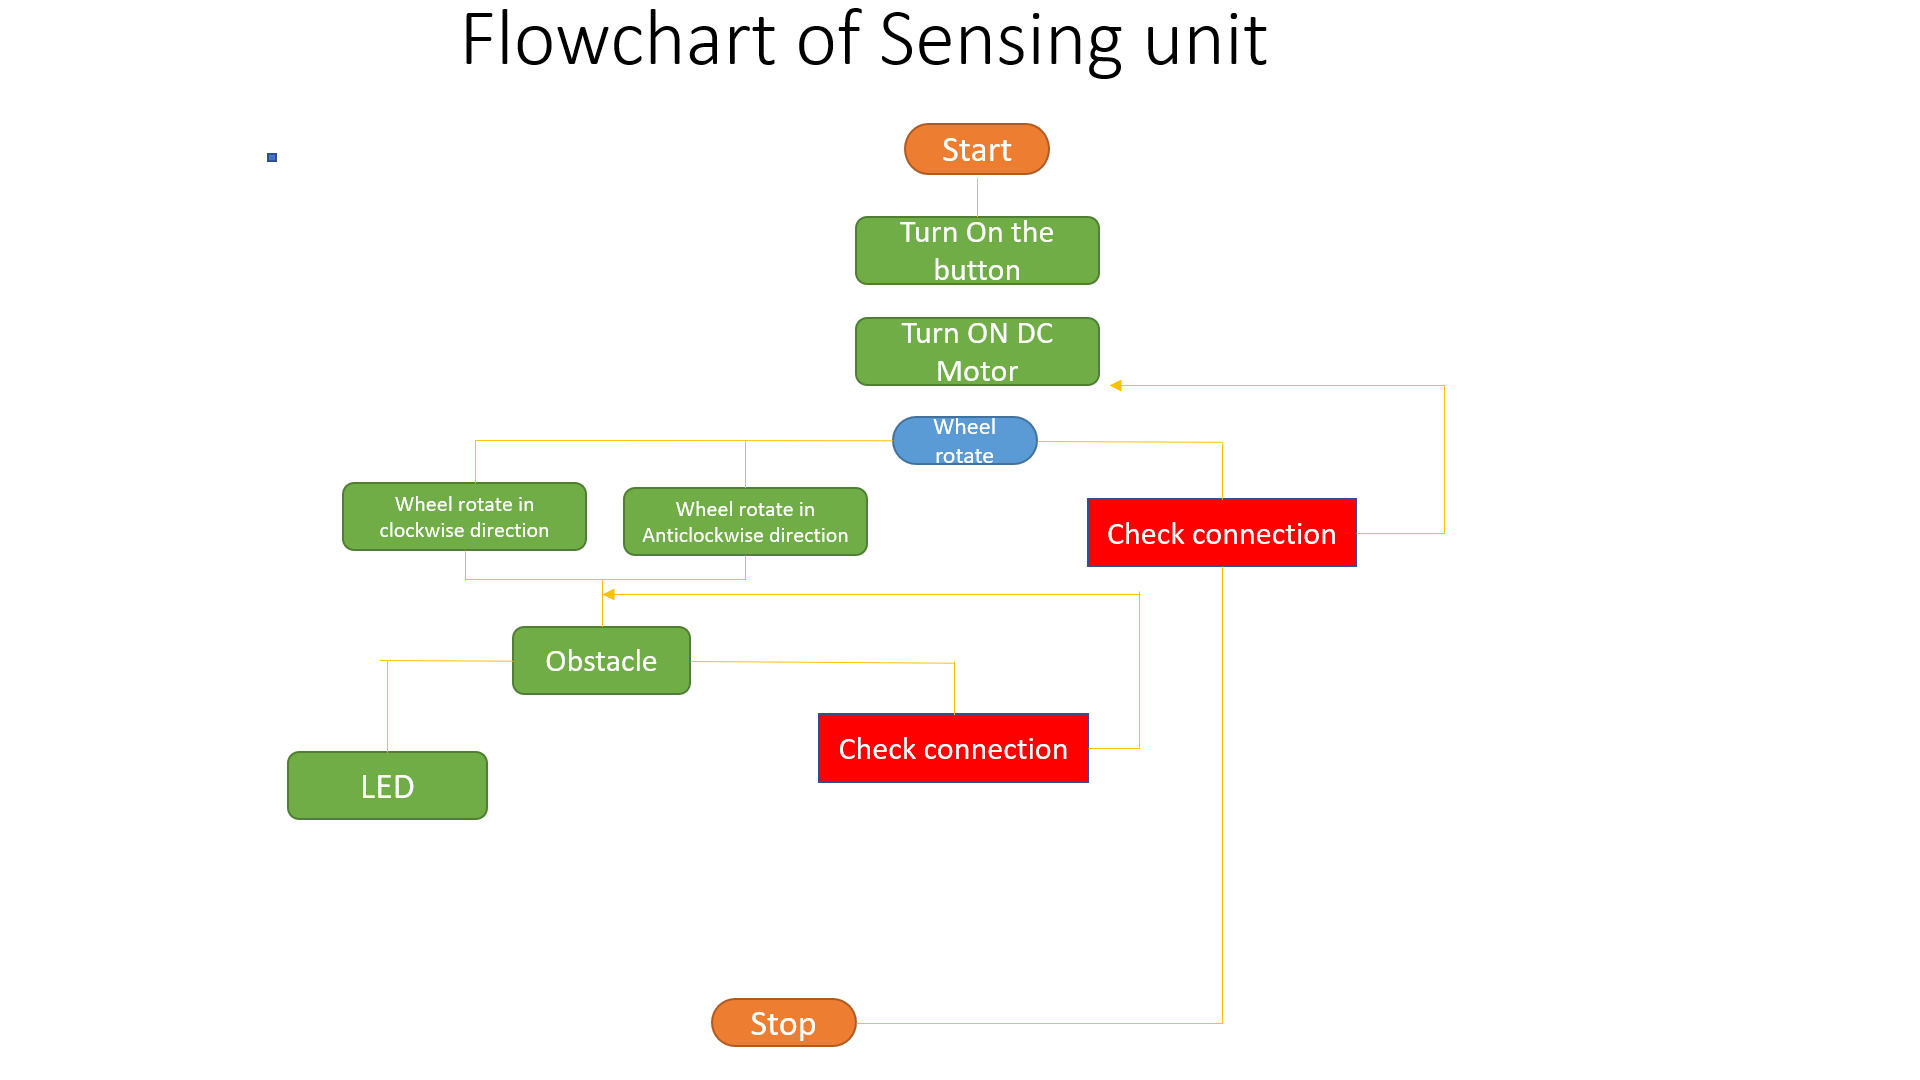 Flowchart of Sensing unit
Start
Turn On the
button
Turn ON DC
Motor
Wheel
rotate
Wheel rotate in
clockwise direction
Wheel rotate in
Anticlockwise direction
Check connection
Obstacle
Check connection
LED
Stop